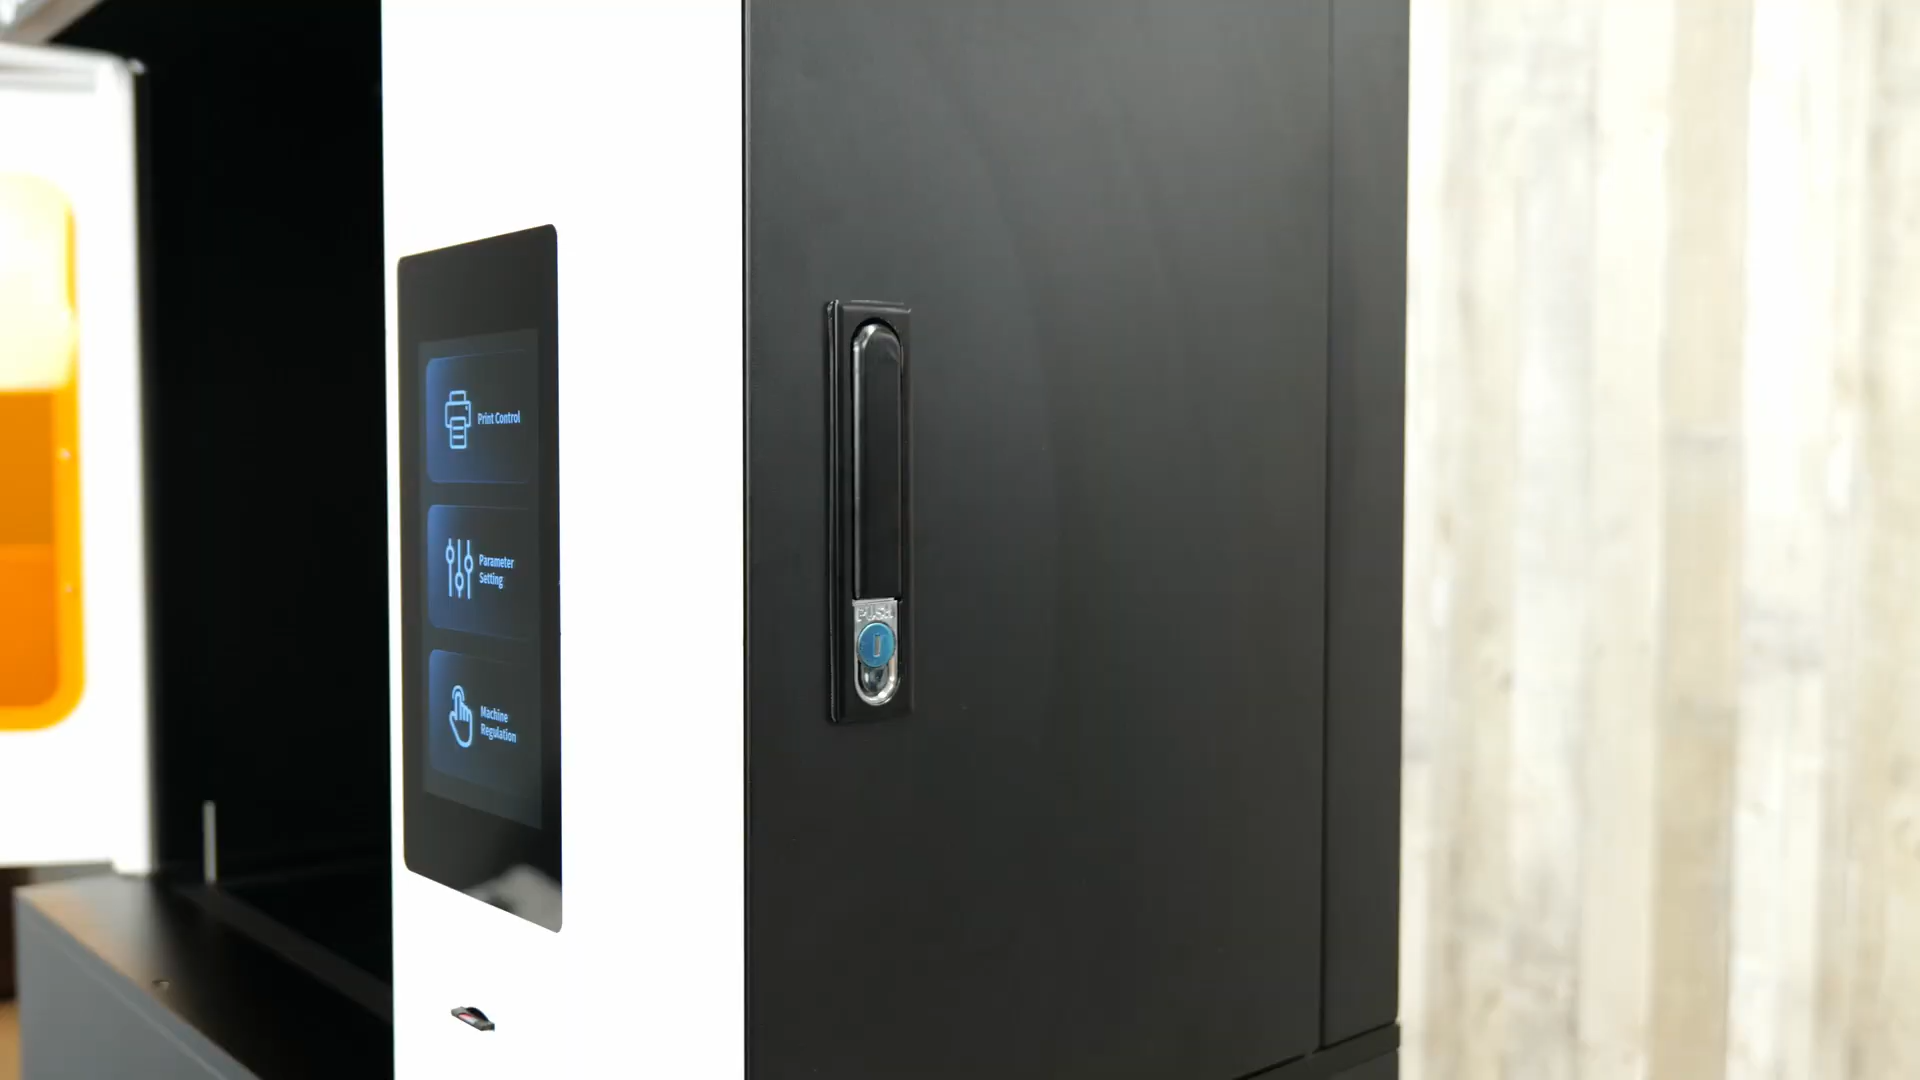 Print Control
Parameter
Setting
Machine
Regulation
PUSH